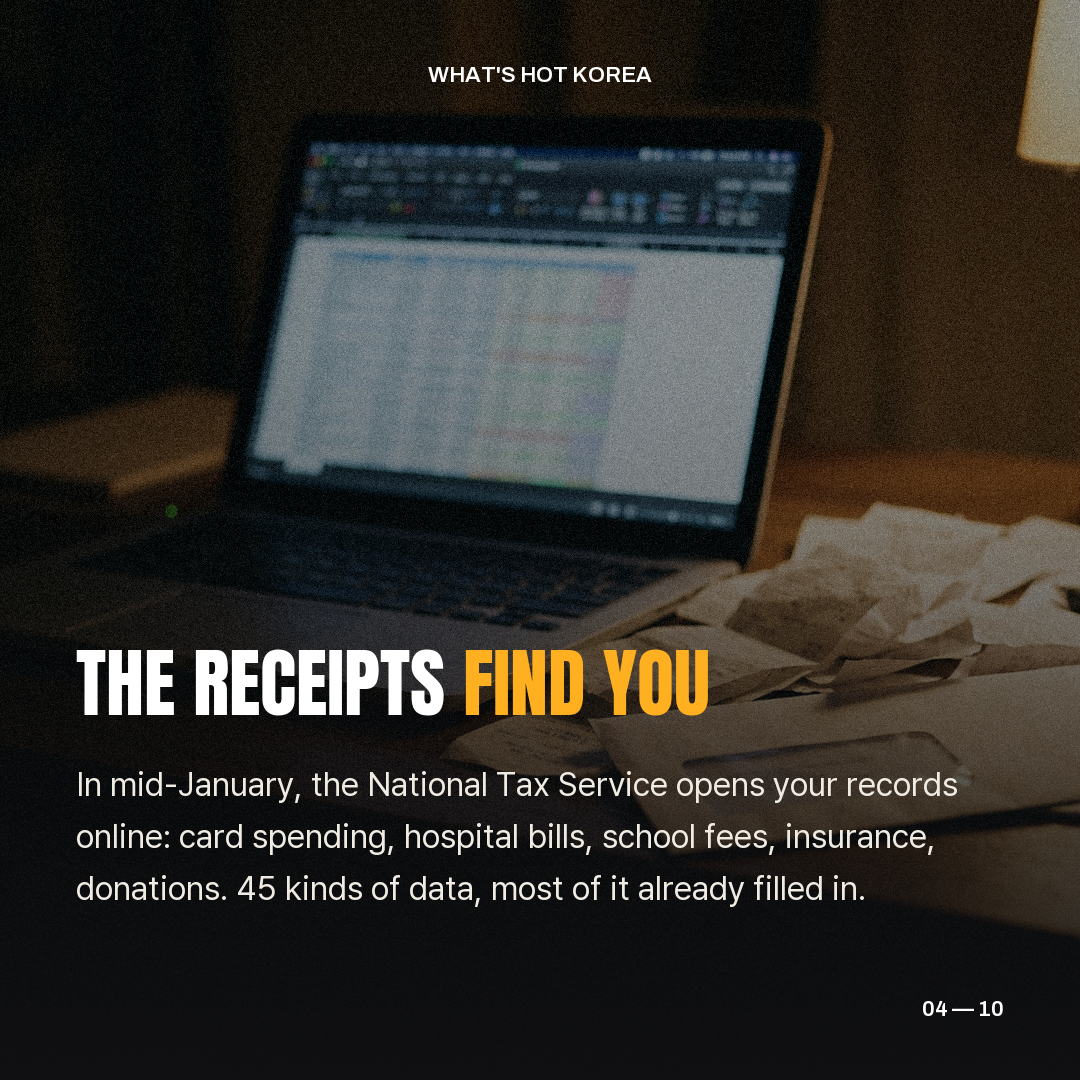 WHAT'S HOT KOREA
THE RECEIPTS FIND YOU
In mid-January, the National Tax Service opens your records
online: card spending, hospital bills, school fees, insurance,
donations. 45 kinds of data, most of it already filled in.
04 — 10